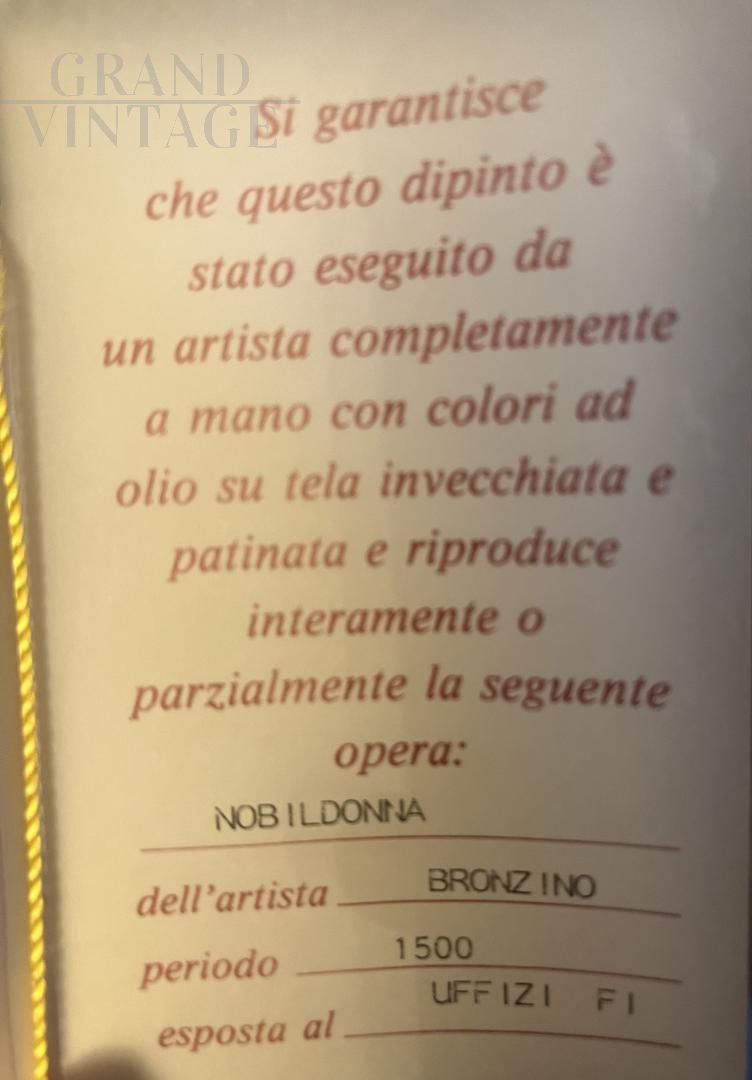 GRAND
VINTAGE
Si garantisce
che questo dipinto è
stato eseguito da
un artista completamente
a mano con colori ad
olio su tela invecchiata e
patinata e riproduce
interamente o
parzialmente la seguente
opera:
NOBILDONNA
dell'artista BRONZINO
periodo 1500
esposta al UFFIZI FI